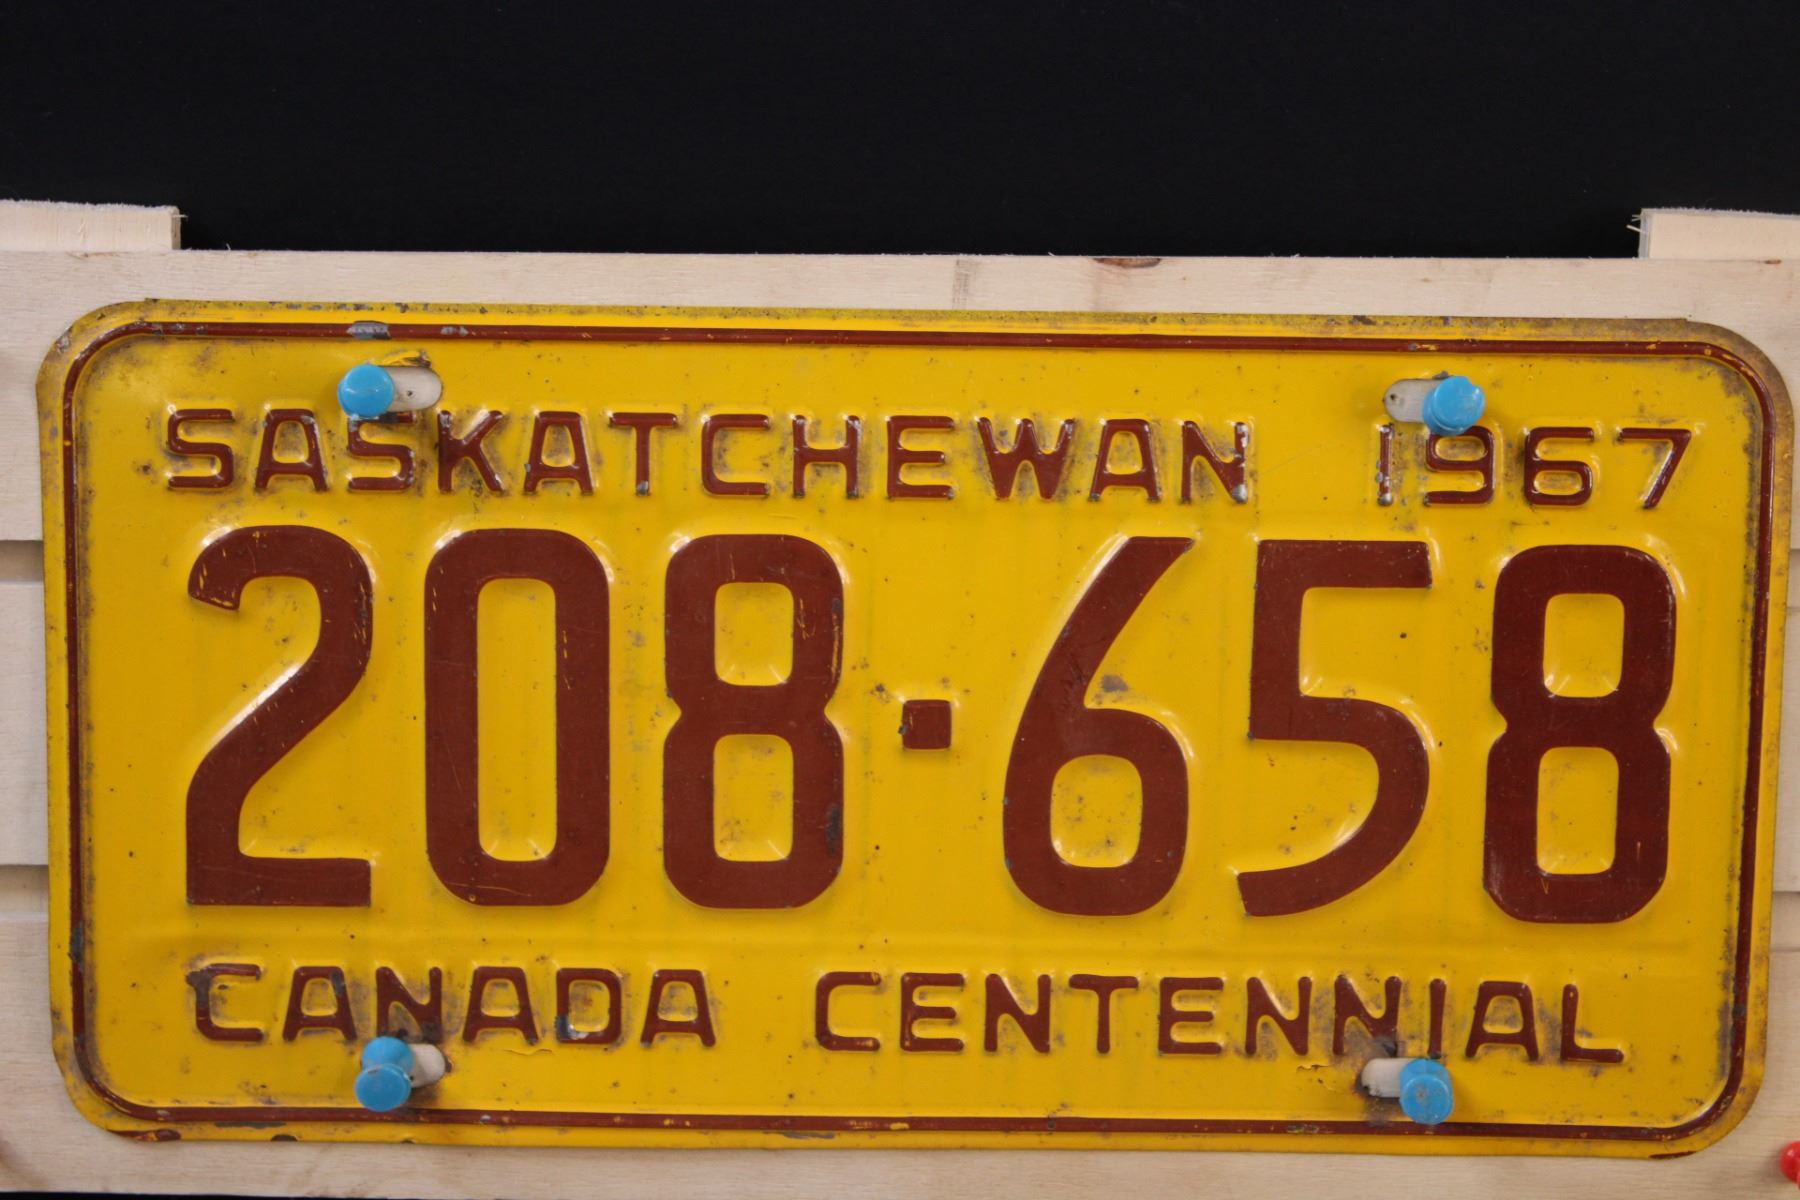 SASKATCHEWAN 1967
208-658
CANADA CENTENNIAL